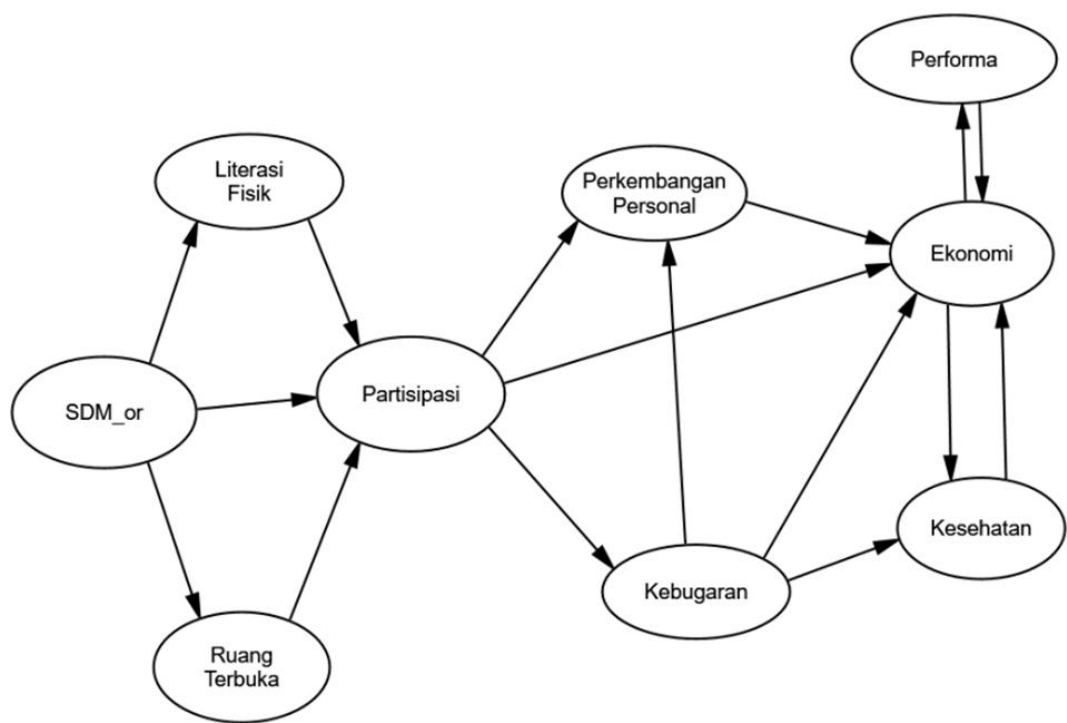 Performa
Literasi
Fisik
Perkembangan
Personal
Ekonomi
SDM_or
Partisipasi
Kesehatan
Kebugaran
Ruang
Terbuka